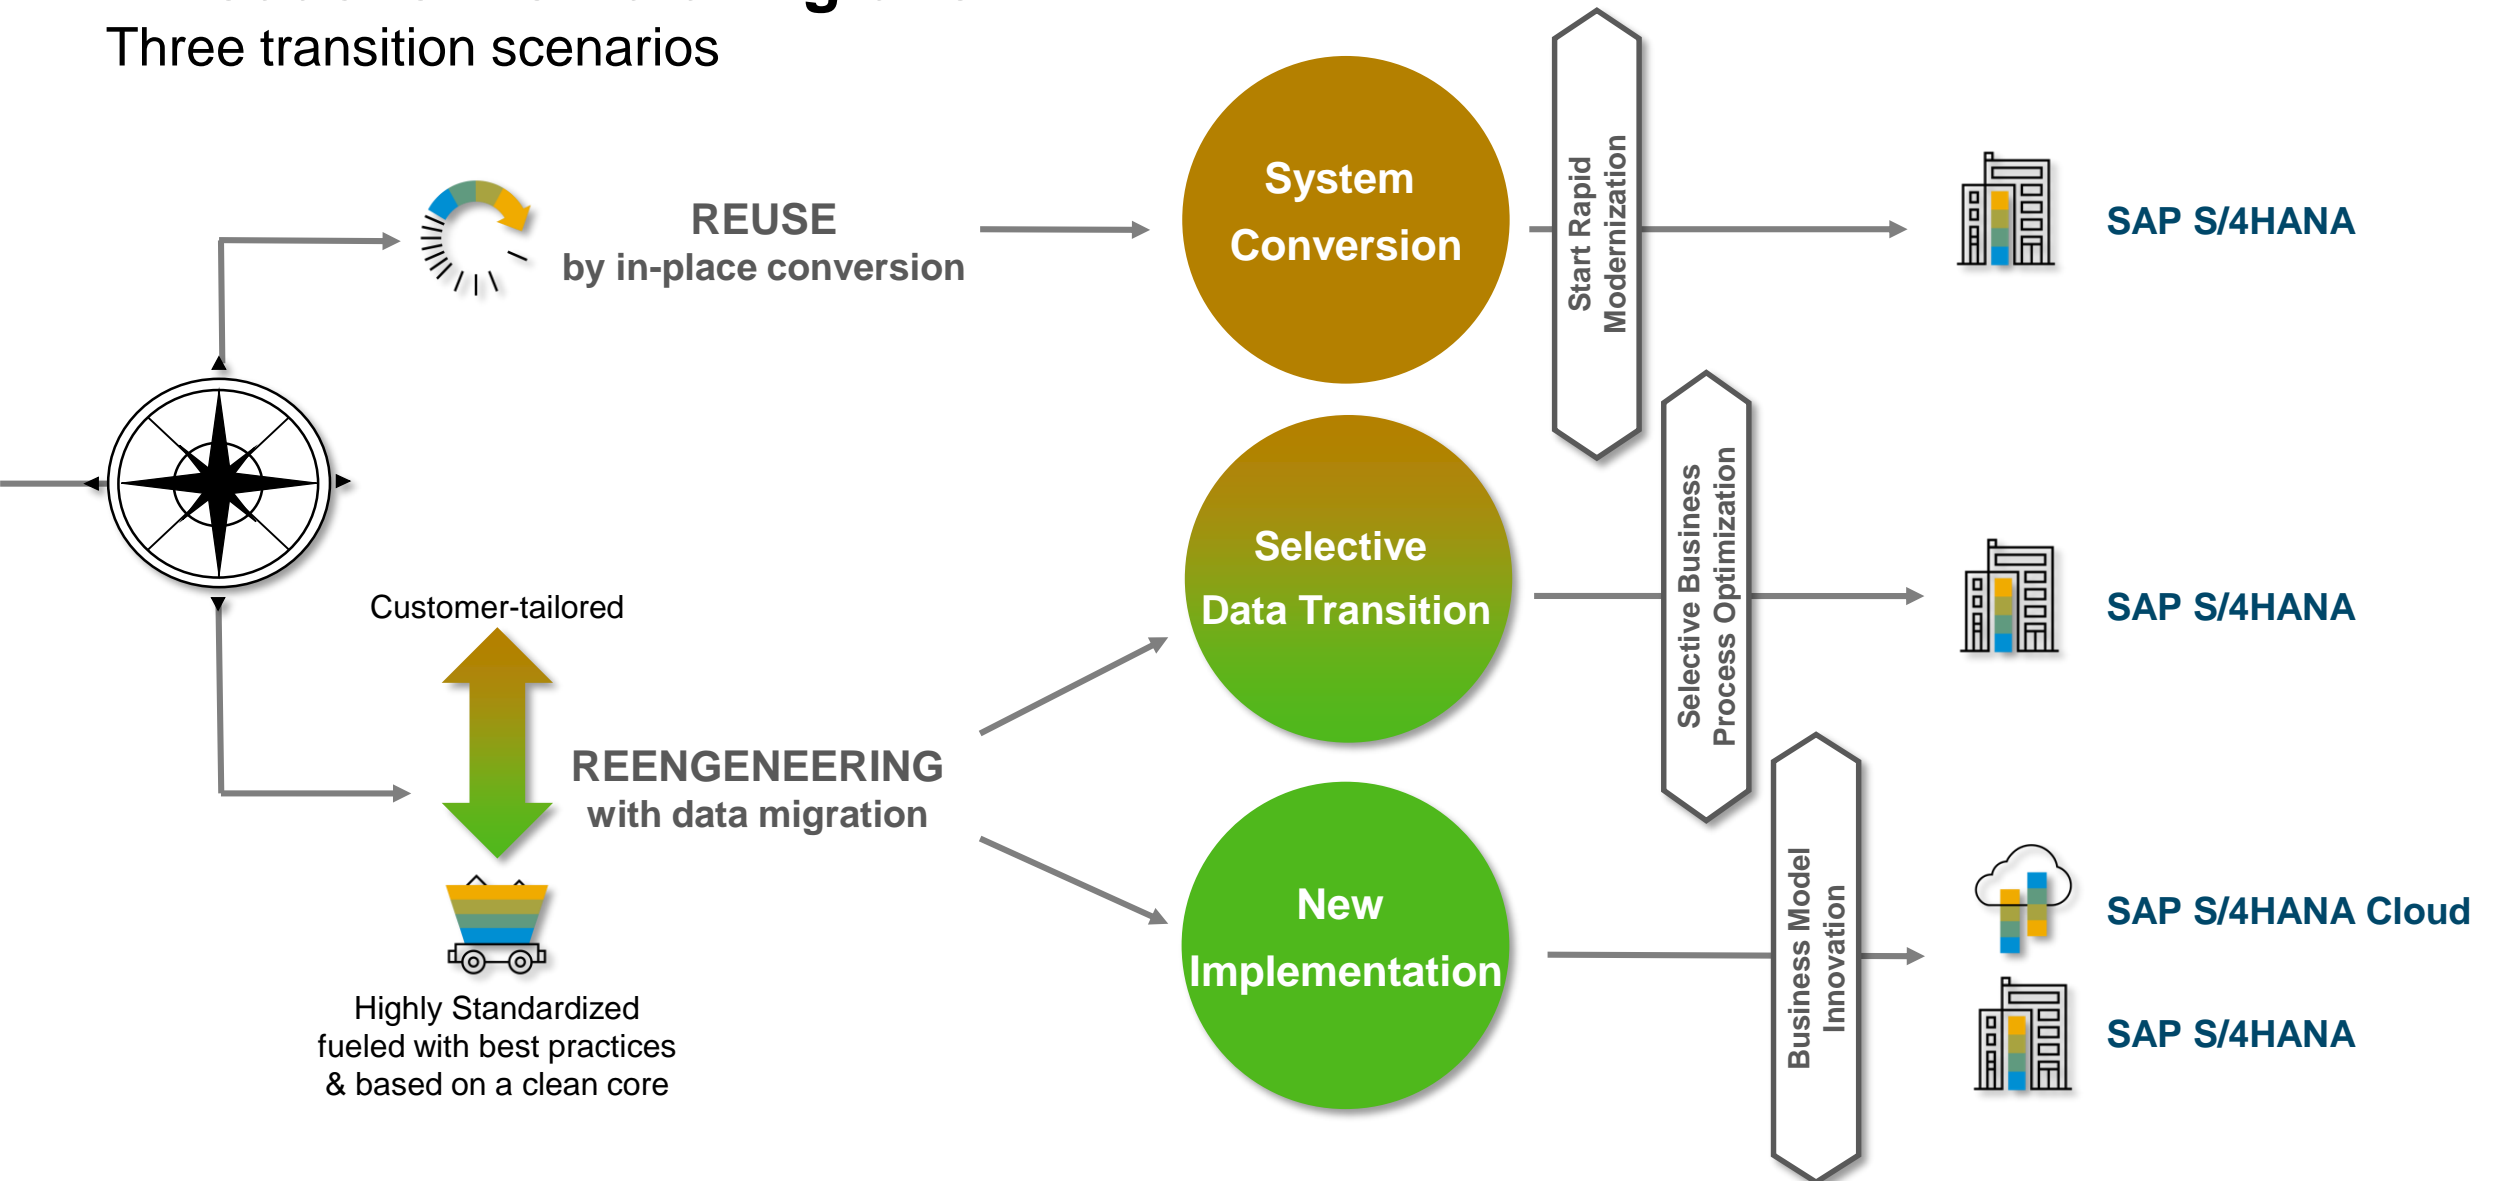 Three transition scenarios
REUSE
by in-place conversion
System
Conversion
Start Rapid
Modernization
SAP S/4HANA
Customer-tailored
REENGENEERING
with data migration
Highly Standardized
fueled with best practices
& based on a clean core
Selective
Data Transition
Selective Business
Process Optimization
SAP S/4HANA
New
Implementation
Business Model
Innovation
SAP S/4HANA Cloud
SAP S/4HANA